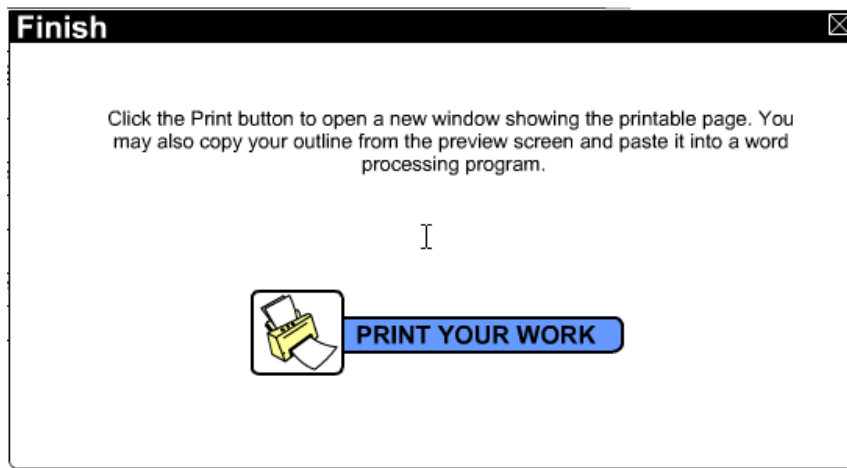 Finish
Click the Print button to open a new window showing the printable page. You
may also copy your outline from the preview screen and paste it into a word
processing program.
PRINT YOUR WORK